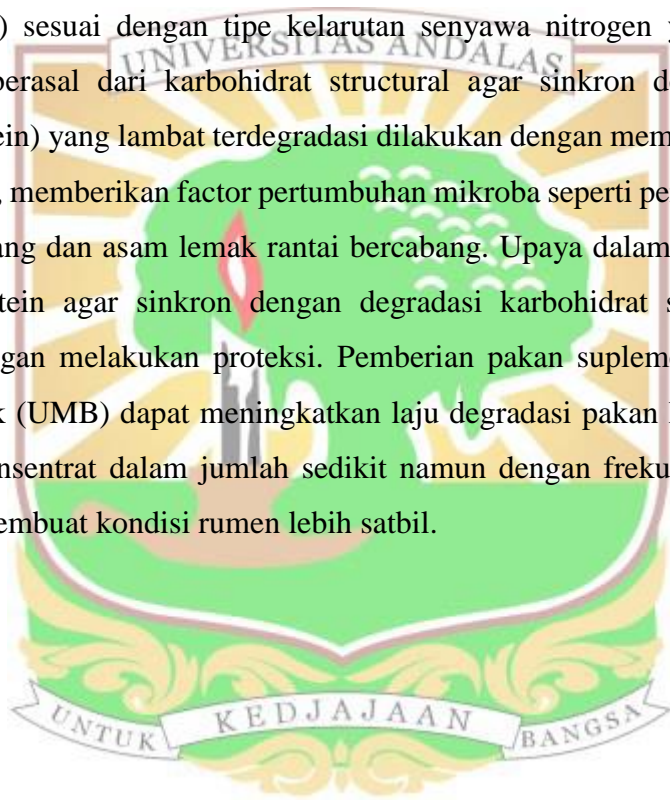 ) sesuai dengan tipe kelarutan senyawa nitrogen
UNIVERSITAS ANDALAS
berasal dari karbohidrat structural agar sinkron
ein) yang lambat terdegradasi dilakukan dengan mem
, memberikan factor pertumbuhan mikroba seperti pe
ang dan asam lemak rantai bercabang. Upaya dalam
tein agar sinkron dengan degradasi karbohidrat s
gan melakukan proteksi. Pemberian pakan supleme
k (UMB) dapat meningkatkan laju degradasi pakan
nsentrat dalam jumlah sedikit namun dengan freku
embuat kondisi rumen lebih satbil.
UNTUK KEDJAJAAN BANGSA